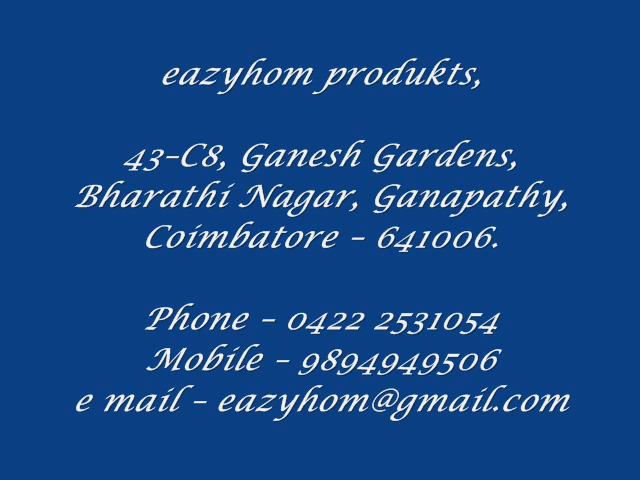 eazyhom produkts,
43-C8, Ganesh Gardens,
Bharathi Nagar, Ganapathy,
Coimbatore - 641006.
Phone - 0422 2531054
Mobile - 9894949506
e mail - eazyhom@gmail.com